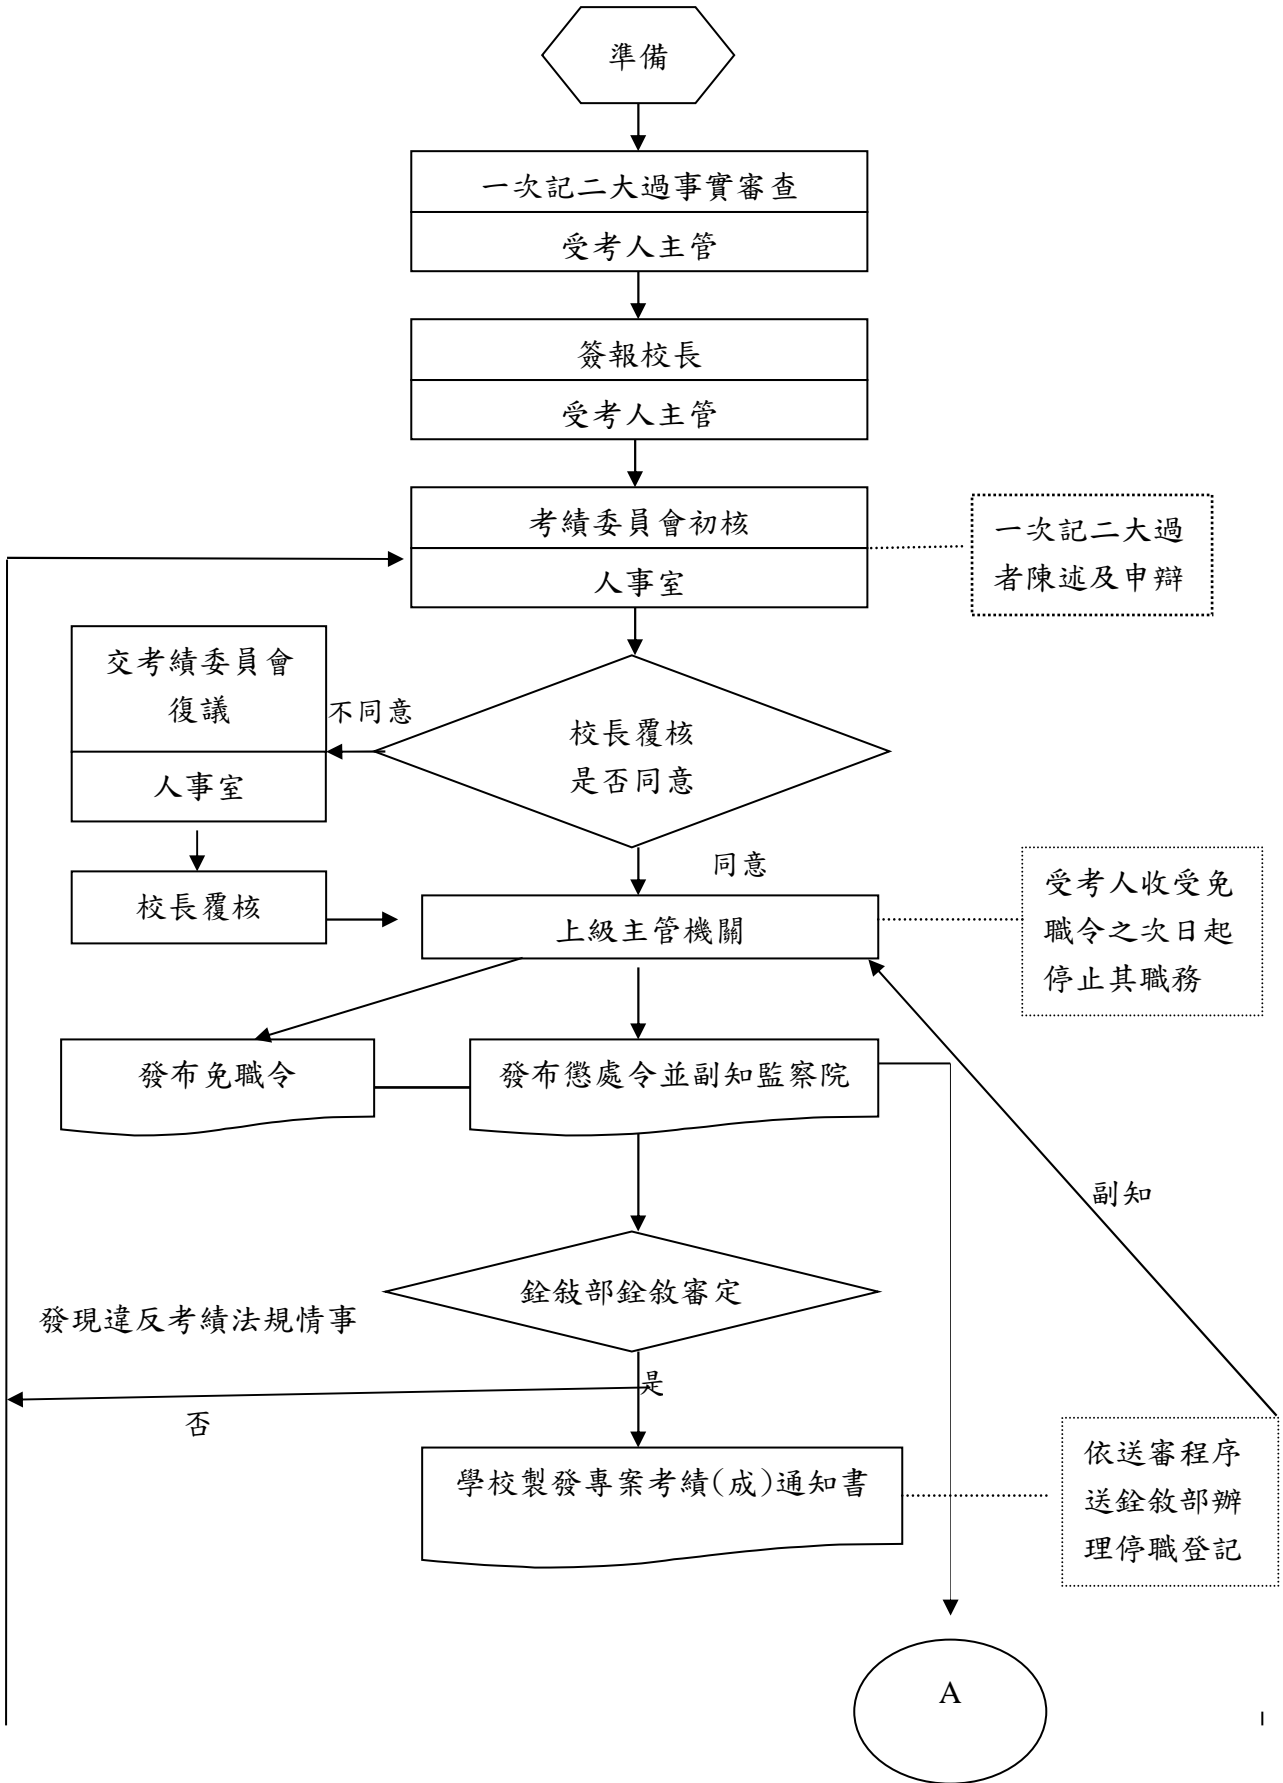 準備
一次記二大過事實審查
受考人主管
簽報校長
受考人主管
考績委員會初核
人事室
一次記二大過
者陳述及申辯
交考績委員會
復議
人事室
不同意
校長覆核
是否同意
同意
校長覆核
上級主管機關
受考人收受免
職令之次日起
停止其職務
發布免職令
發布懲處令並副知監察院
副知
銓敍部銓敘審定
發現違反考績法規情事
是
否
學校製發專案考績(成)通知書
依送審程序
送銓敘部辦
理停職登記
A